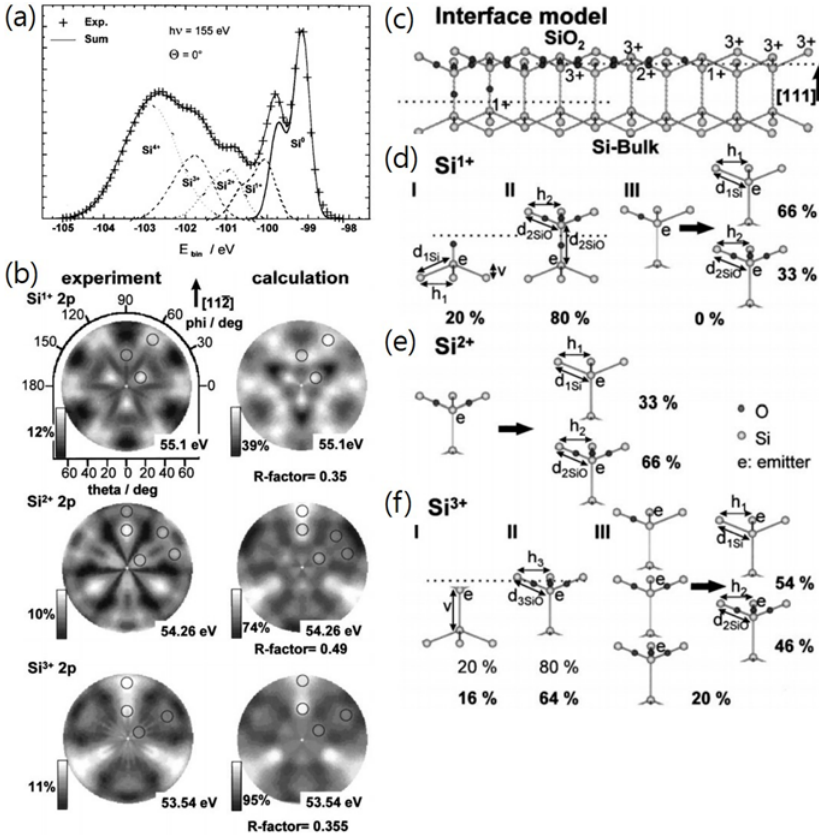 (a)
+ Exp.
— Sum
hν = 155 eV
Θ = 0°
Si4+
Si3+
Si2+
Si1+
Si0
-105 -104 -103 -102 -101 -100 -99 -98
E bin / eV
(b)
experiment
calculation
[112̄]
Si1+ 2p
phi / deg
180 150 120 90 60 30 0
12%
55.1 eV
39%
55.1eV
60 40 20 0 20 40 60
theta / deg
R-factor= 0.35
Si2+ 2p
10%
54.26 eV
74%
54.26 eV
R-factor= 0.49
Si3+ 2p
11%
53.54 eV
95%
53.54 eV
R-factor= 0.355
(c)
Interface model
SiO2
3+ 3+ 3+
3+ 2+ 1+
1+
[111]
Si-Bulk
(d)
Si1+
I II III
d1Si e v
h1
20 %
h2
d2SiO d2SiO
e
80 %
e
0 %
h1
d1Si e
66 %
h2
d2SiO e
33 %
(e)
Si2+
e
h1
d1Si e
33 %
h2
d2SiO e
66 %
O
Si
e: emitter
(f)
Si3+
I II III
v e
20 %
16 %
h3
d3SiO e
80 %
64 %
e
e
e
20 %
h1 e
d1Si
54 %
h2 e
d2SiO
46 %